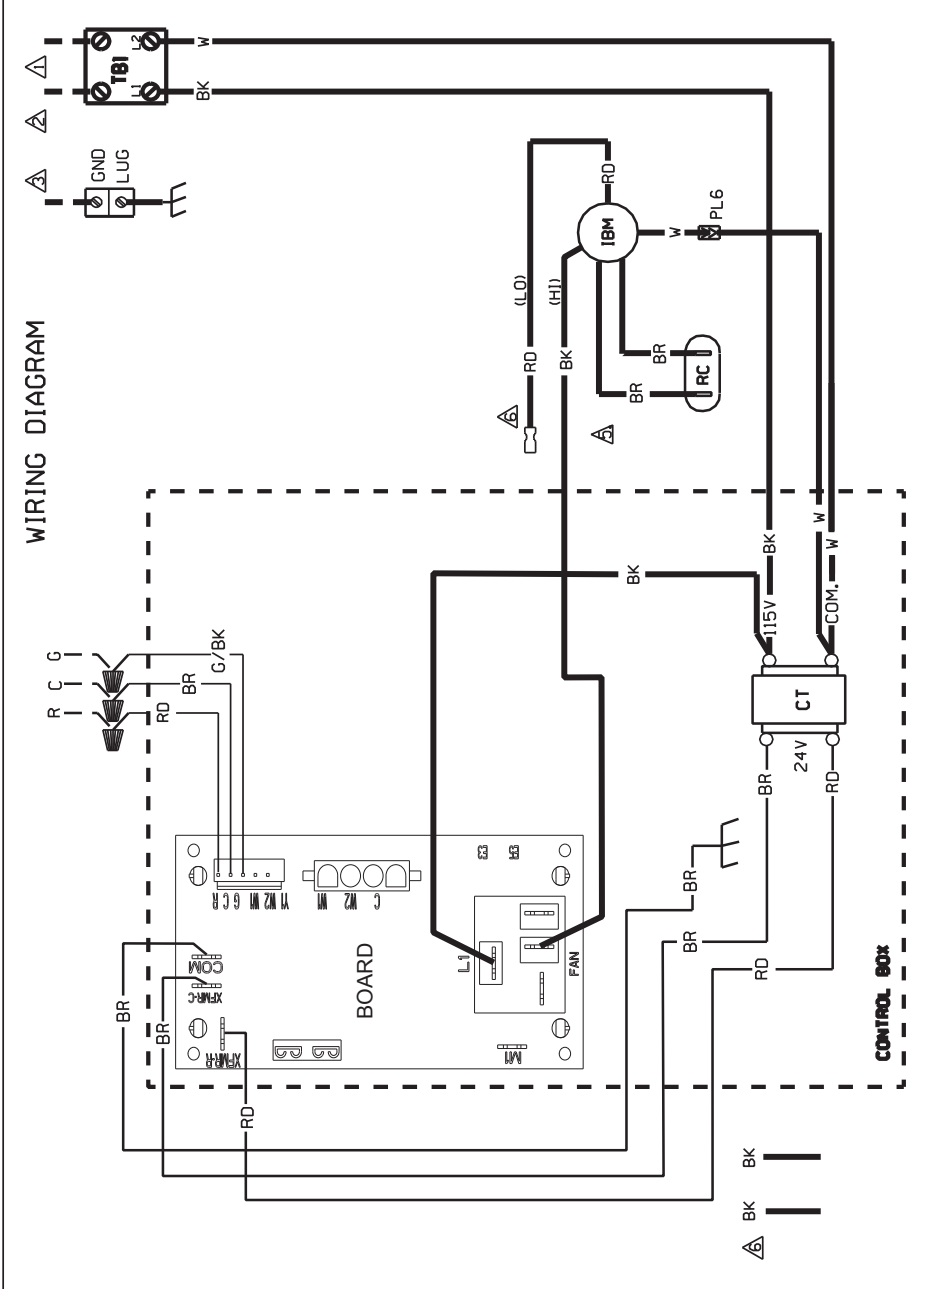 WIRING DIAGRAM
1
2
3
TB1
L2
L1
W
BK
GND
LUG
IBM
RD
W
PL6
(LO)
(HI)
RD
BK
BR
BR
RC
6
5
BK
BK
W
W
115V
COM.
CT
24V
BR
RD
G
C
R
G/BK
BR
RD
R C G W1 W2 Y1
W1 W2 C
E3
COM
XFMR-C
XFMR-R
BOARD
L1
FAN
M1
BR
BR
BR
BR
RD
RD
CONTROL BOX
BK
BK
6